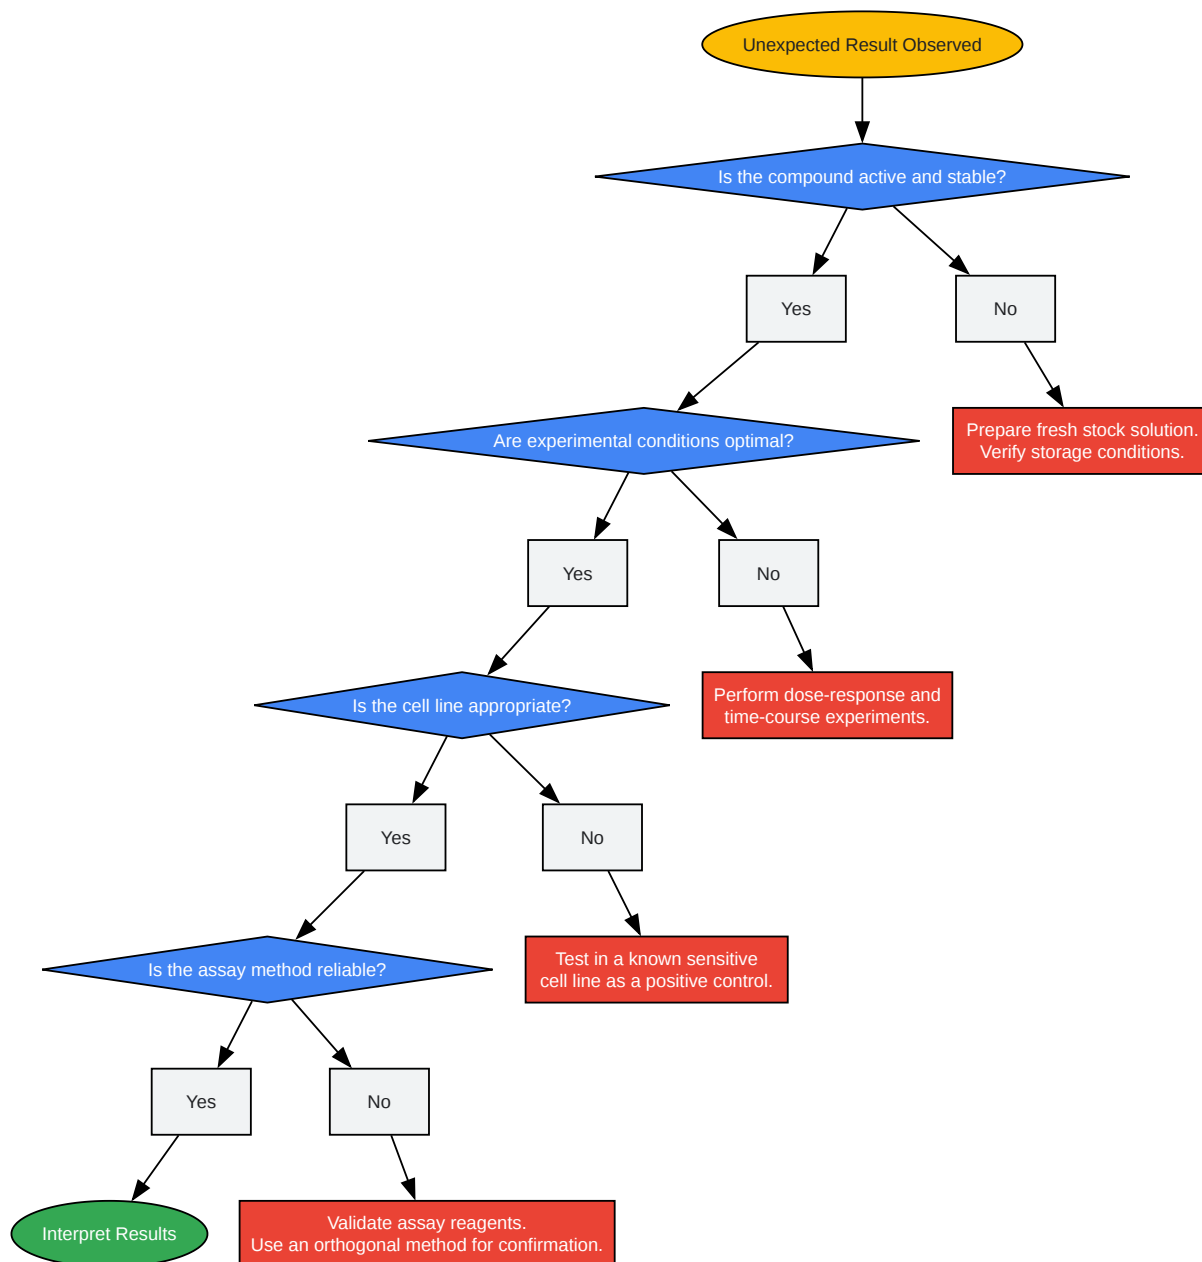 Unexpected Result Observed
Is the compound active and stable?
Yes
No
Are experimental conditions optimal?
Prepare fresh stock solution.
Verify storage conditions.
Yes
No
Is the cell line appropriate?
Perform dose-response and
time-course experiments.
Yes
No
Is the assay method reliable?
Test in a known sensitive
cell line as a positive control.
Yes
No
Interpret Results
Validate assay reagents.
Use an orthogonal method for confirmation.